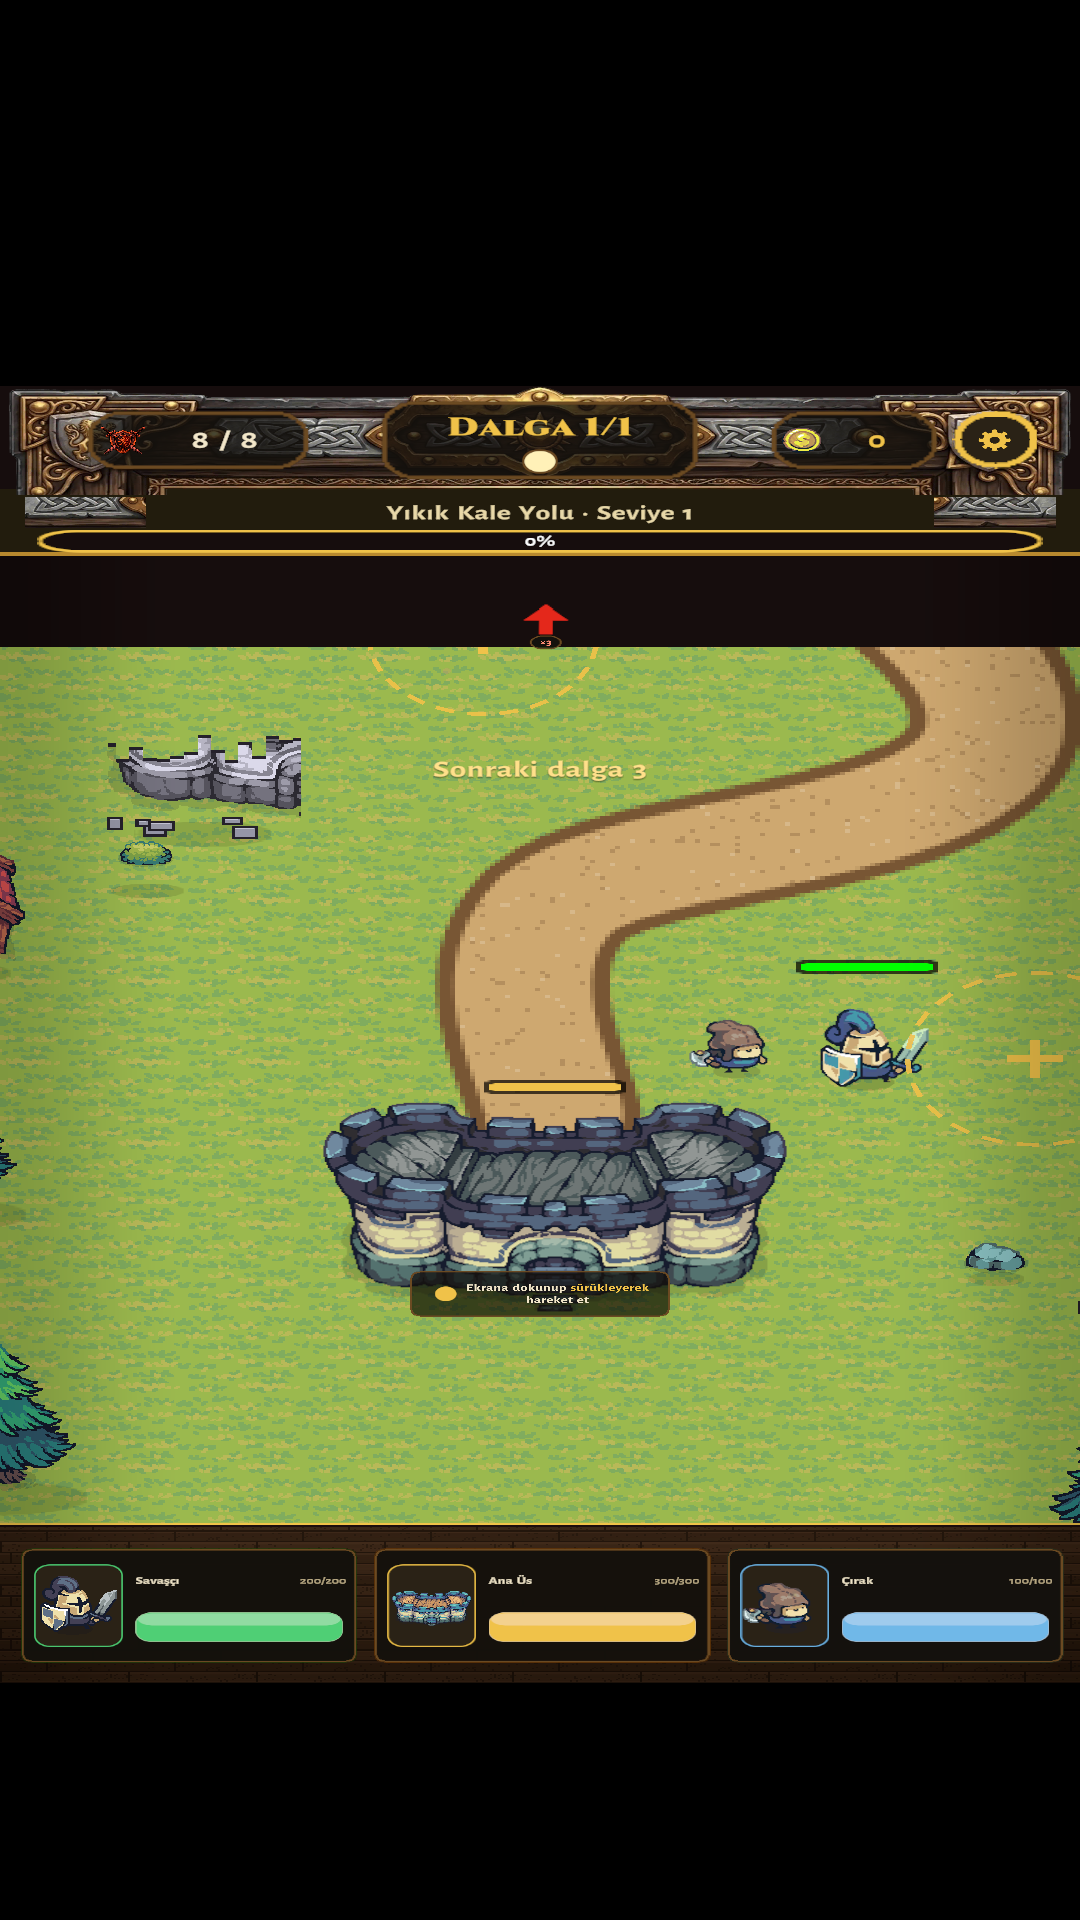 8 / 8
DALGA 1/1
0
Yıkık Kale Yolu · Seviye 1
0%
×3
Sonraki dalga 3
Ekrana dokunup sürükleyerek
hareket et
Savaşçı 200/200
Ana Üs 300/300
Çırak 100/100